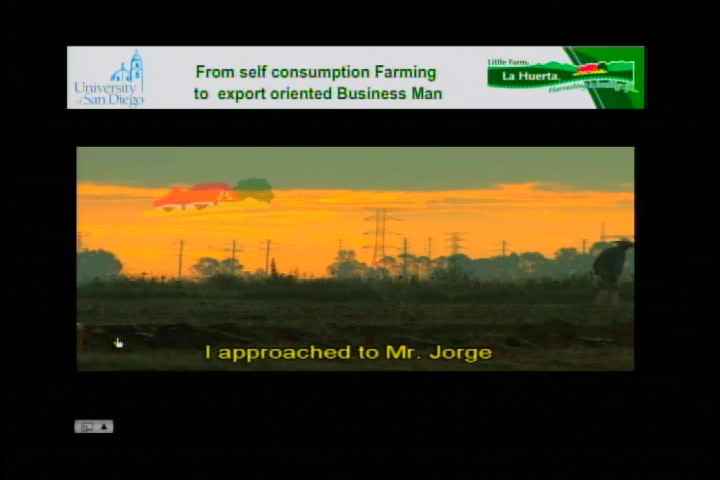 University
of San Diego
From self consumption Farming
to export oriented Business Man
Little Farm.
La Huerta.
I approached to Mr. Jorge